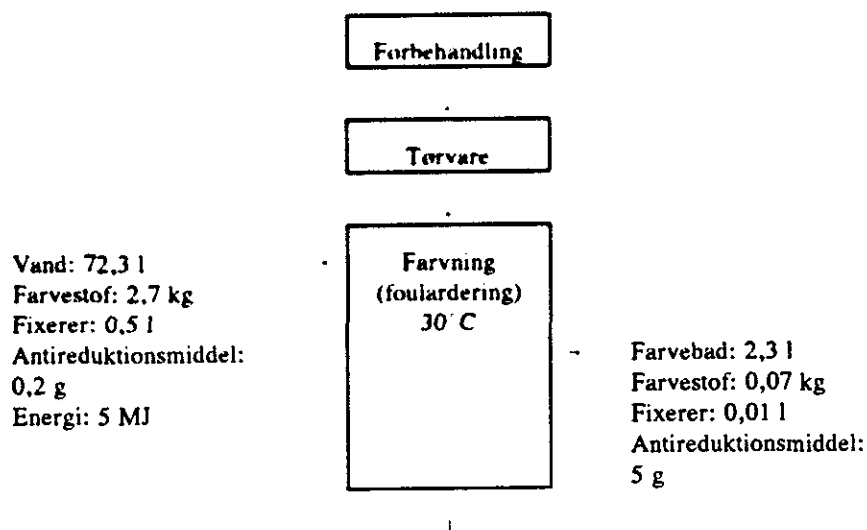 Forbehandling
Tørvare
Vand: 72,3 l
Farvestof: 2,7 kg
Fixerer: 0,5 l
Antireduktionsmiddel:
0,2 g
Energi: 5 MJ
Farvning
(foulardering)
30° C
Farvebad: 2,3 l
Farvestof: 0,07 kg
Fixerer: 0,01 l
Antireduktionsmiddel:
5 g